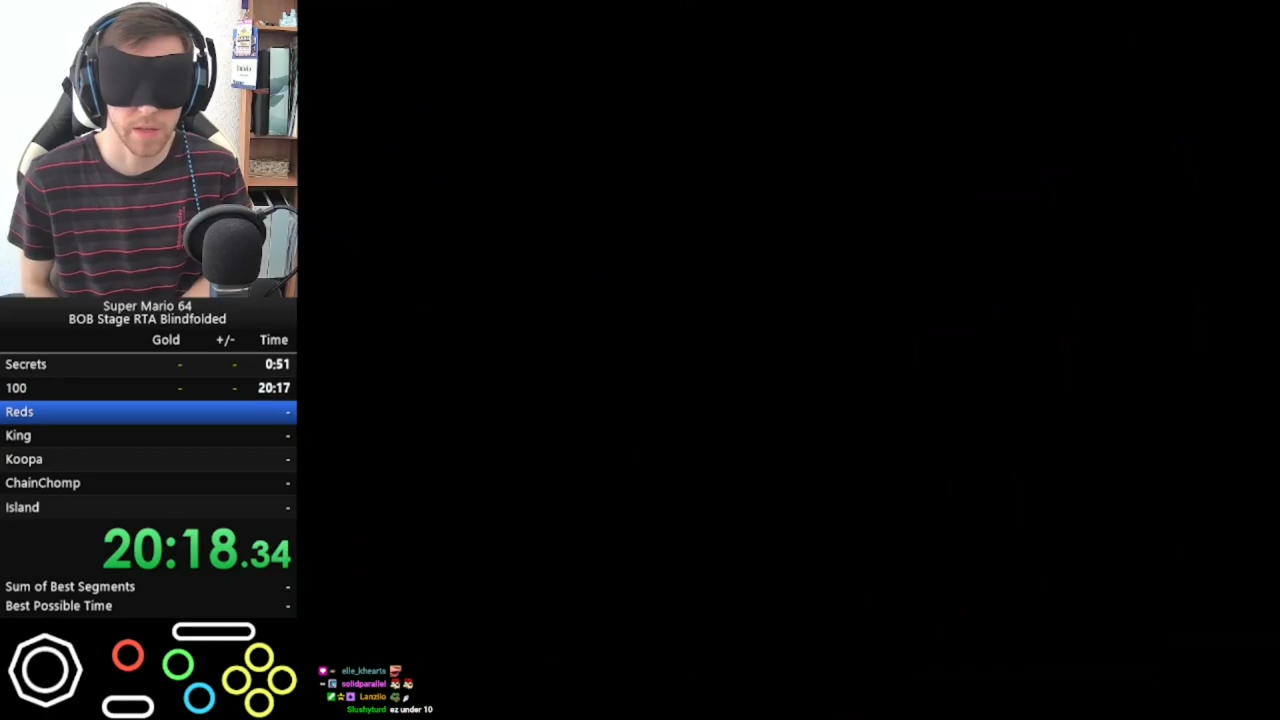 Super Mario 64
BOB Stage RTA Blindfolded
Gold +/- Time
Secrets - - 0:51
100 - - 20:17
Reds -
King -
Koopa -
ChainChomp -
Island -
20:18.34
Sum of Best Segments -
Best Possible Time -
elle_khearts
solidparallel
Lanzilo
Slushyturd ez under 10